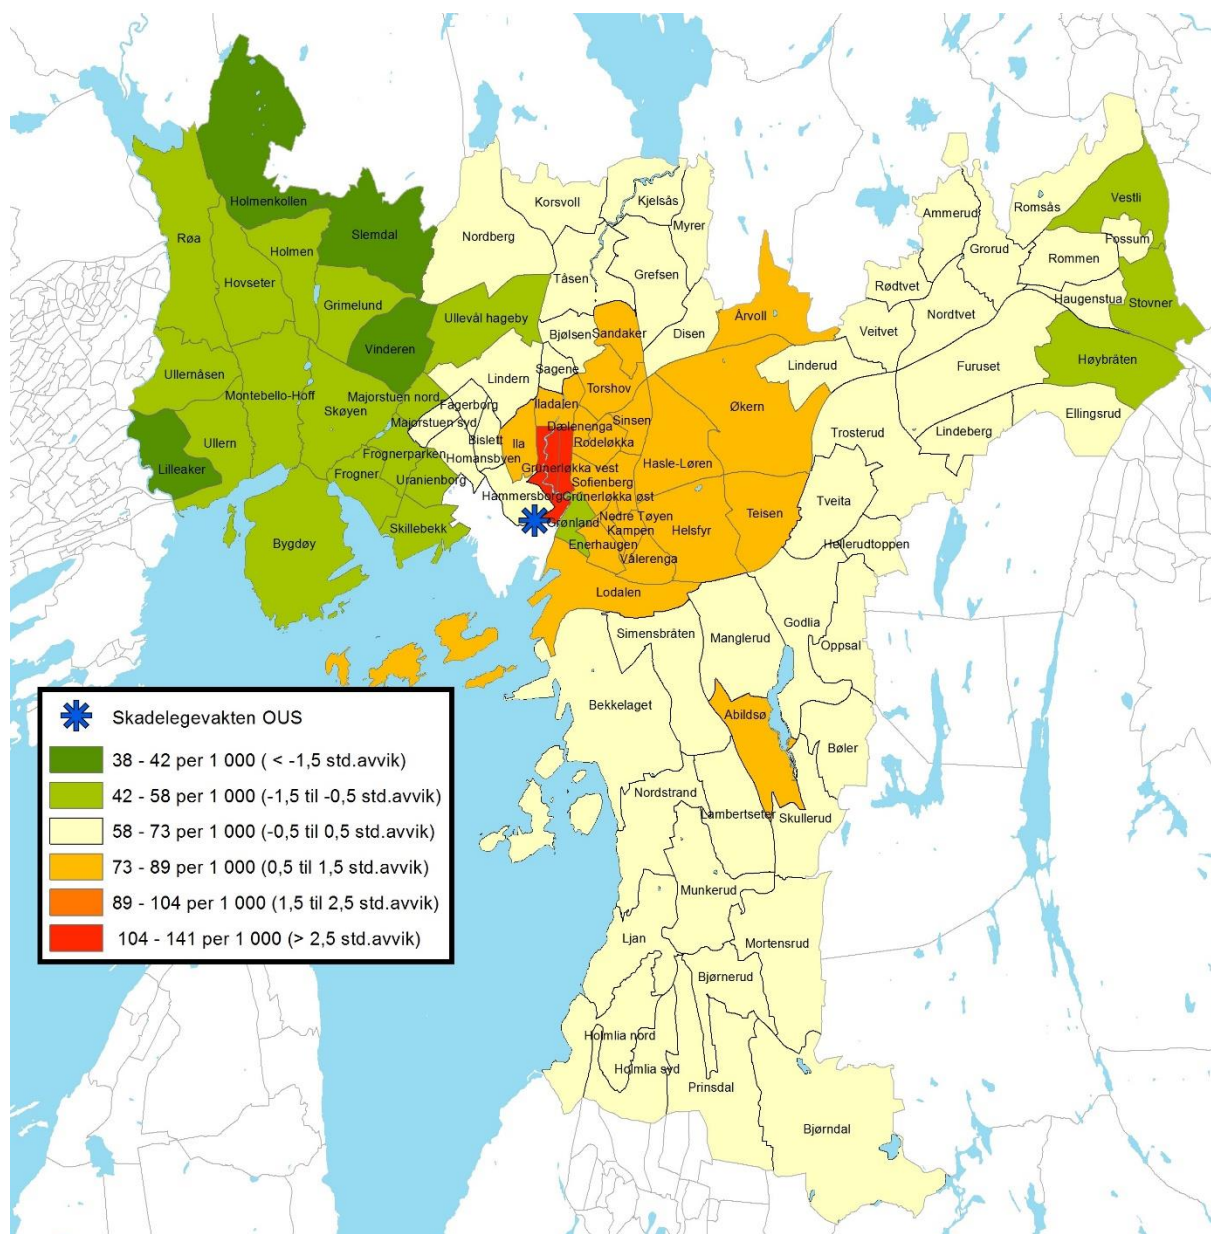 Kjelsås
Korsvoll
Ammerud
Romsås
Vestli
Holmenkollen
Myrer
Slemdal
Nordberg
Røa
Holmen
Fossum
Grorud
Rommen
Grefsen
Tåsen
Hovseter
Rødtvet
Haugenstua
Stovner
Grimelund
Ullevål hageby
Årvoll
Nordtvet
Bjølsen
Sandaker
Disen
Veitvet
Vinderen
Høybråten
Linderud
Furuset
Sagene
Ullernåsen
Lindern
Torshov
Ellingsrud
Montebello-Hoff
Majorstuen nord
Fagerborg
Iladalen
Økern
Skøyen
Majorstuen syd
Dælenenga
Sinsen
Lindeberg
Ullern
Bislett
Ila
Rodeløkka
Trosterud
Frognerparken
Homansbyen
Hasle-Løren
Lilleaker
Grünerløkka vest
Frogner
Uranienborg
Sofienberg
Hammersborg
Grünerløkka øst
Tveita
Skillebekk
Grønland
Nedre Tøyen
Teisen
Bygdøy
Kampen
Helsfyr
Enerhaugen
Hellerudtoppen
Vålerenga
Lodalen
Simensbråten
Manglerud
Godlia
Oppsal
Bekkelaget
Abildsø
Bøler
Nordstrand
Lambertseter
Skullerud
Munkerud
Ljan
Mortensrud
Bjørnerud
Holmlia nord
Holmlia syd
Prinsdal
Bjørndal
Skadelegevakten OUS
38 - 42 per 1 000 ( < -1,5 std.avvik)
42 - 58 per 1 000 (-1,5 til -0,5 std.avvik)
58 - 73 per 1 000 (-0,5 til 0,5 std.avvik)
73 - 89 per 1 000 (0,5 til 1,5 std.avvik)
89 - 104 per 1 000 (1,5 til 2,5 std.avvik)
104 - 141 per 1 000 (> 2,5 std.avvik)